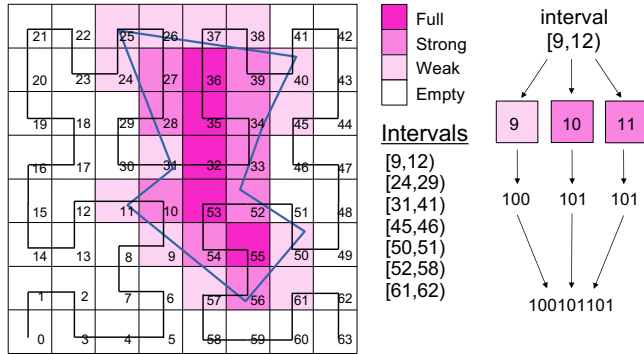 21 22 25 26 37 38 41 42
20 23 24 27 36 39 40 43
19 18 29 28 35 34 45 44
16 17 30 31 32 33 46 47
15 12 11 10 53 52 51 48
14 13 8 9 54 55 50 49
1 2 7 6 57 56 61 62
0 3 4 5 58 59 60 63
Full
Strong
Weak
Empty
Intervals
[9,12)
[24,29)
[31,41)
[45,46)
[50,51)
[52,58)
[61,62)
interval
[9,12)
9 10 11
100 101 101
100101101